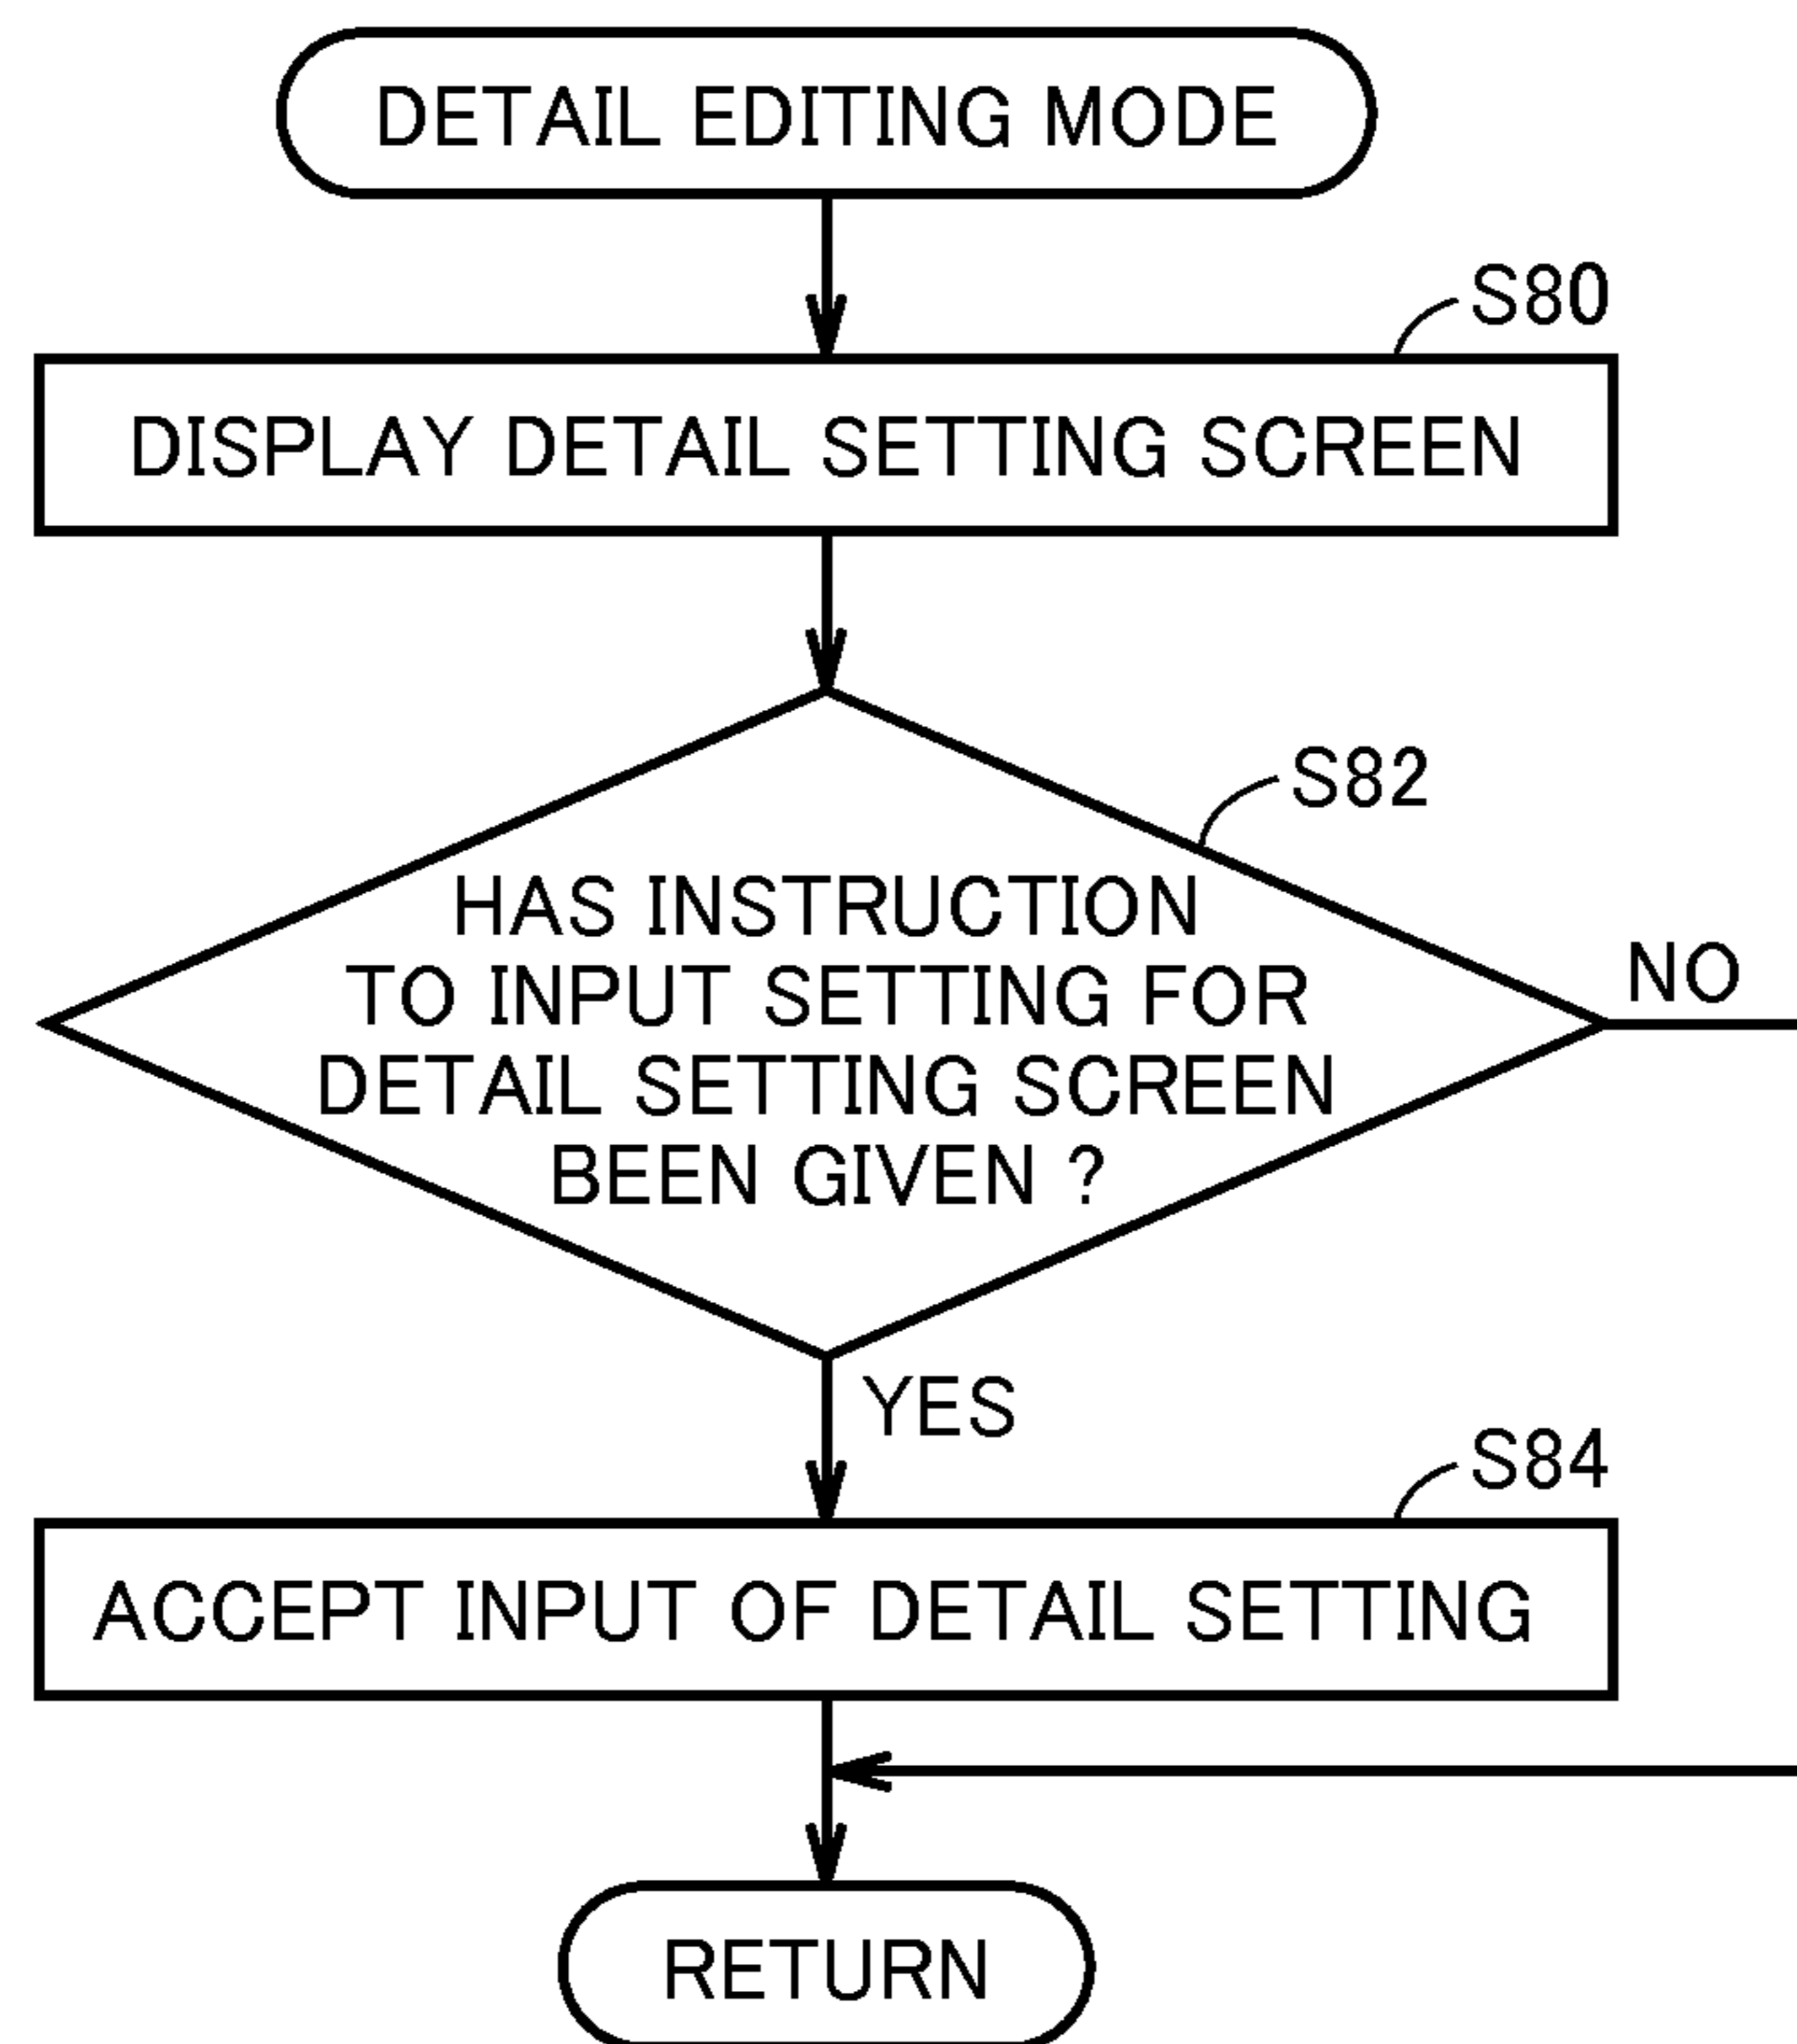 DETAIL EDITING MODE
S80
DISPLAY DETAIL SETTING SCREEN
S82
HAS INSTRUCTION
TO INPUT SETTING FOR
DETAIL SETTING SCREEN
BEEN GIVEN ?
NO
YES
S84
ACCEPT INPUT OF DETAIL SETTING
RETURN